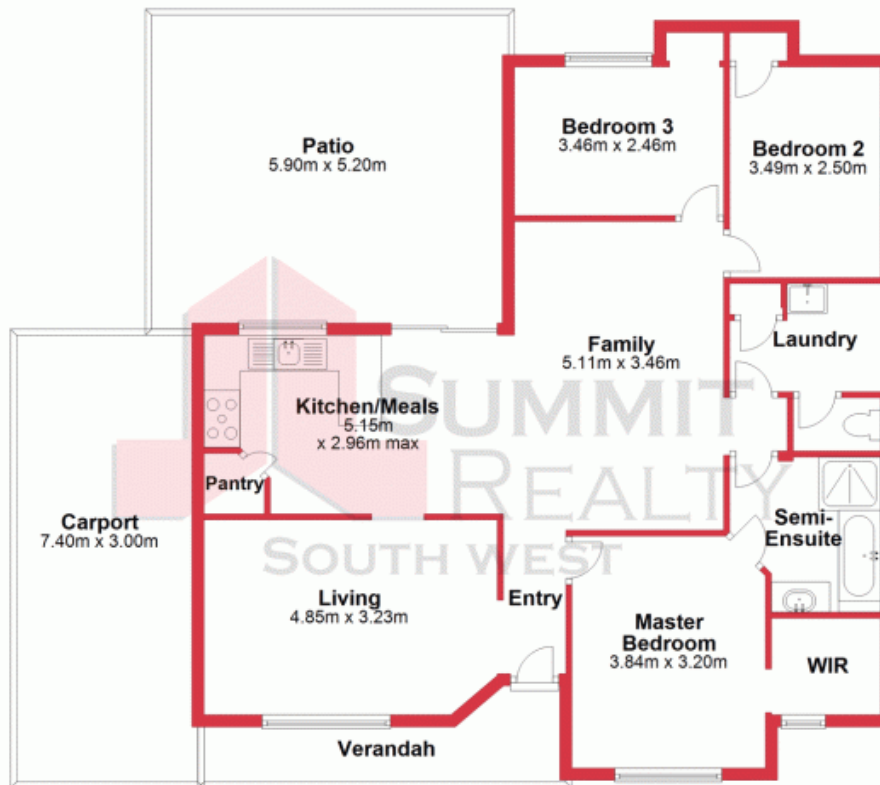 Patio
5.90m x 5.20m
Bedroom 3
3.46m x 2.46m
Bedroom 2
3.49m x 2.50m
Family
5.11m x 3.46m
Laundry
Kitchen/Meals
5.15m
x 2.96m max
Pantry
SUMMIT
REALTY
SOUTH WEST
Carport
7.40m x 3.00m
Semi-
Ensuite
Living
4.85m x 3.23m
Entry
Master
Bedroom
3.84m x 3.20m
WIR
Verandah